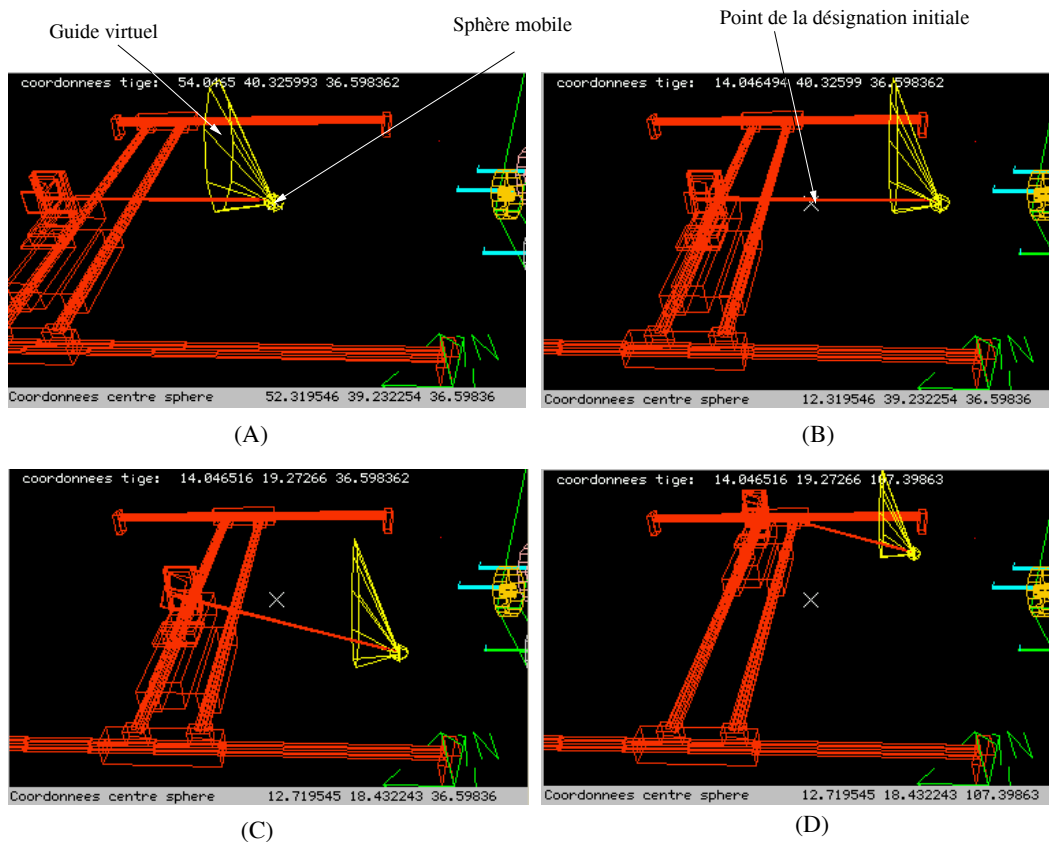 Guide virtuel
Sphère mobile
Point de la désignation initiale
coordonnees tige: 54.0465 40.325993 36.598362
Coordonnees centre sphere 52.319546 39.232254 36.59836
(A)
coordonnees tige: 14.046494 40.32599 36.598362
Coordonnees centre sphere 12.319546 39.232254 36.59836
(B)
coordonnees tige: 14.046516 19.27266 36.598362
Coordonnees centre sphere 12.719545 18.432243 36.59836
(C)
coordonnees tige: 14.046516 19.27266 107.39863
Coordonnees centre sphere 12.719545 18.432243 107.39863
(D)